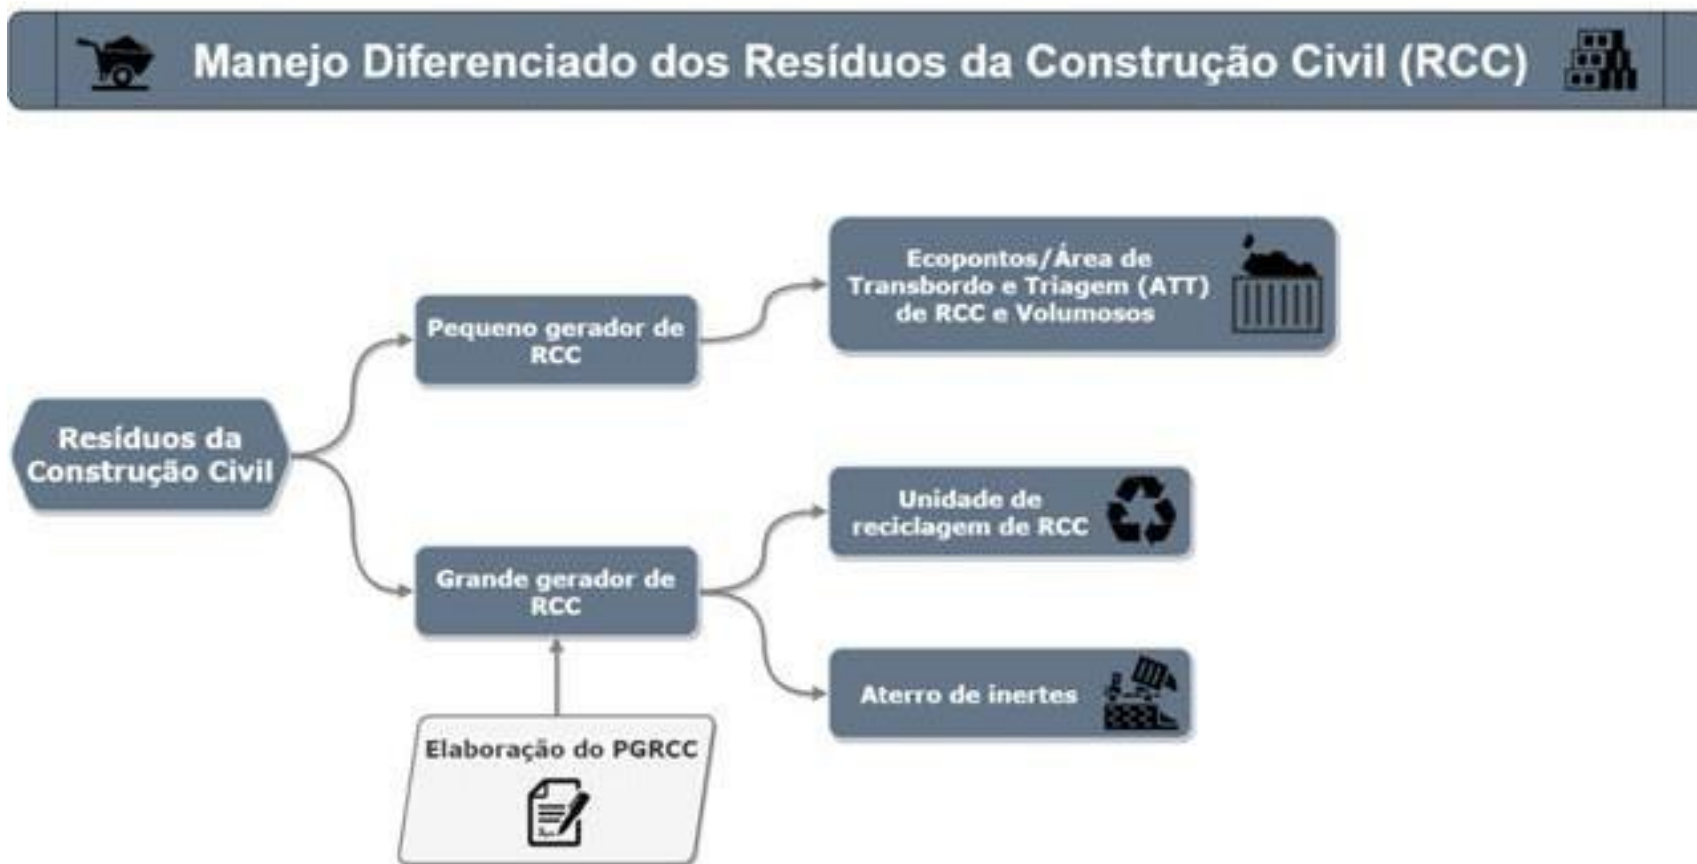 Manejo Diferenciado dos Resíduos da Construção Civil (RCC)
Ecopontos/Área de
Transbordo e Triagem (ATT)
de RCC e Volumosos
Pequeno gerador de
RCC
Resíduos da
Construção Civil
Unidade de
reciclagem de RCC
Grande gerador de
RCC
Aterro de inertes
Elaboração do PGRCC